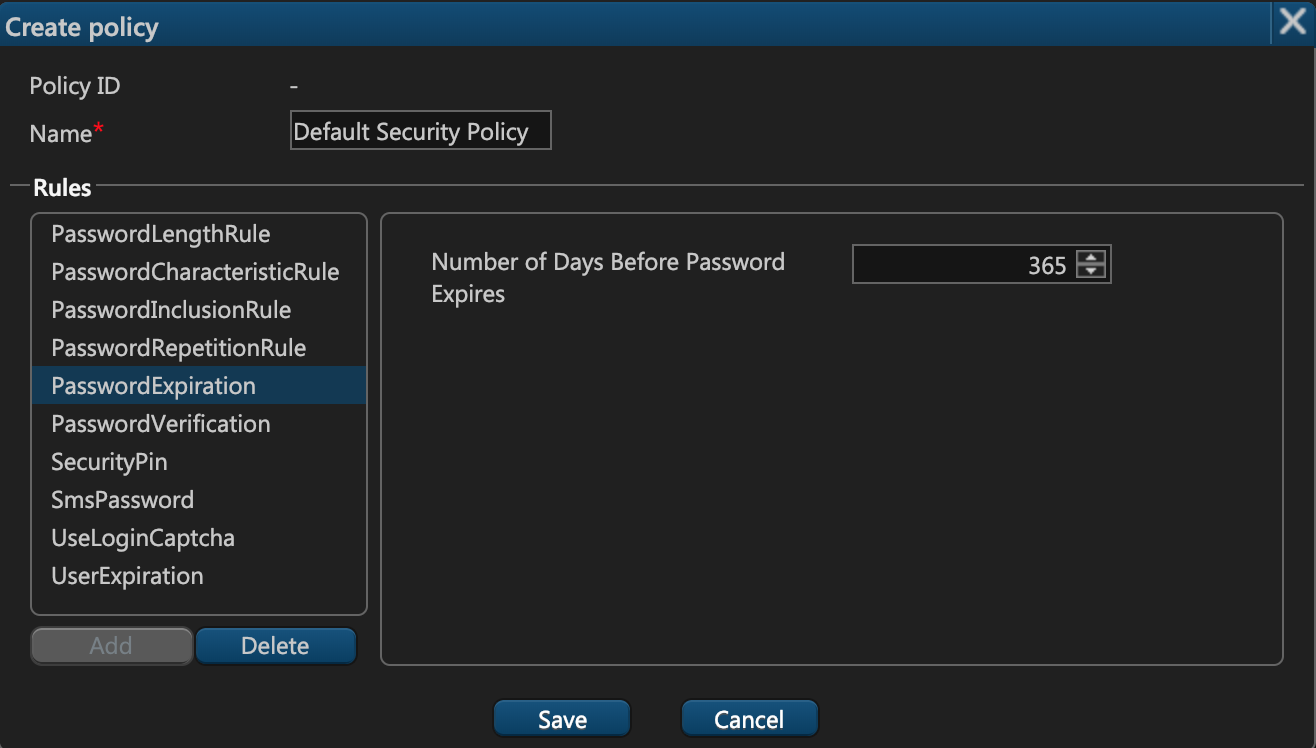 Create policy
Policy ID -
Name* Default Security Policy
Rules
PasswordLengthRule
PasswordCharacteristicRule
PasswordInclusionRule
PasswordRepetitionRule
PasswordExpiration
PasswordVerification
SecurityPin
SmsPassword
UseLoginCaptcha
UserExpiration
Number of Days Before Password
Expires
365
Add Delete
Save Cancel